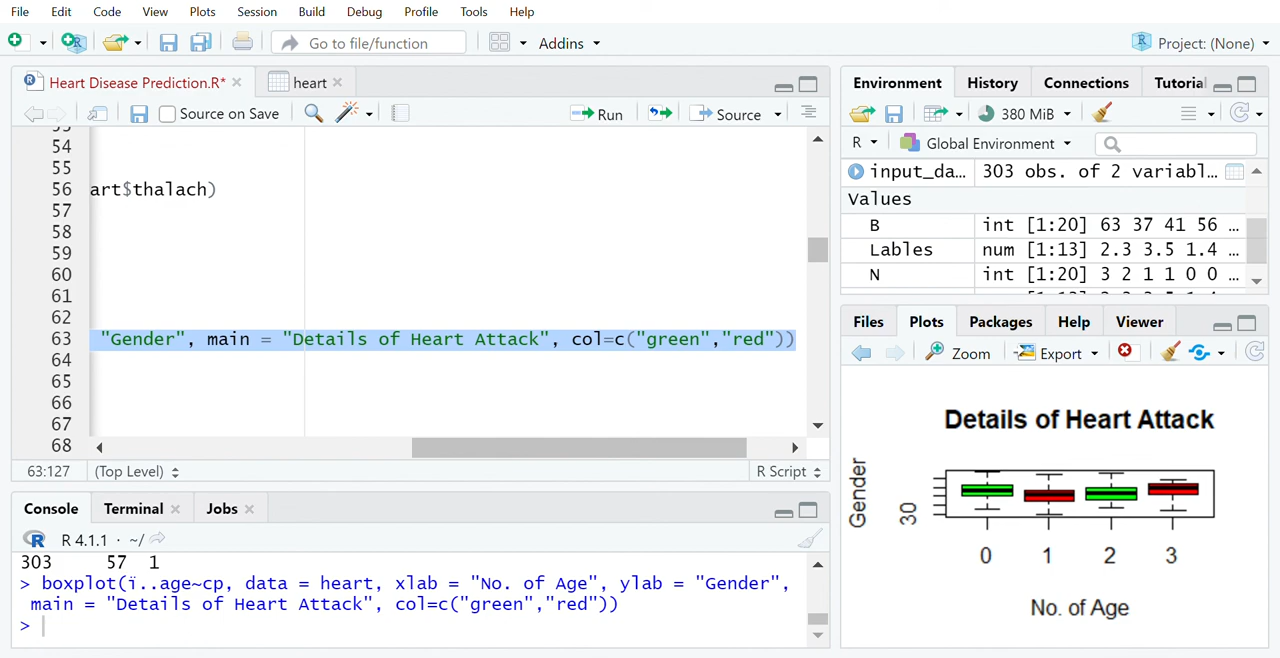 File Edit Code View Plots Session Build Debug Profile Tools Help
Go to file/function Addins Project: (None)
Heart Disease Prediction.R* heart
Source on Save Run Source
54
55
56 art$thalach)
57
58
59
60
61
62
63 "Gender", main = "Details of Heart Attack", col=c("green","red"))
64
65
66
67
68
63:127 (Top Level) R Script
Console Terminal Jobs
R 4.1.1 · ~/
303 57 1
> boxplot(ï..age~cp, data = heart, xlab = "No. of Age", ylab = "Gender",
main = "Details of Heart Attack", col=c("green","red"))
>
Environment History Connections Tutorial
380 MiB
R Global Environment
input_da... 303 obs. of 2 variabl...
Values
B int [1:20] 63 37 41 56 ...
Lables num [1:13] 2.3 3.5 1.4 ...
N int [1:20] 3 2 1 1 0 0 ...
Files Plots Packages Help Viewer
Zoom Export
Details of Heart Attack
Gender
30
0 1 2 3
No. of Age